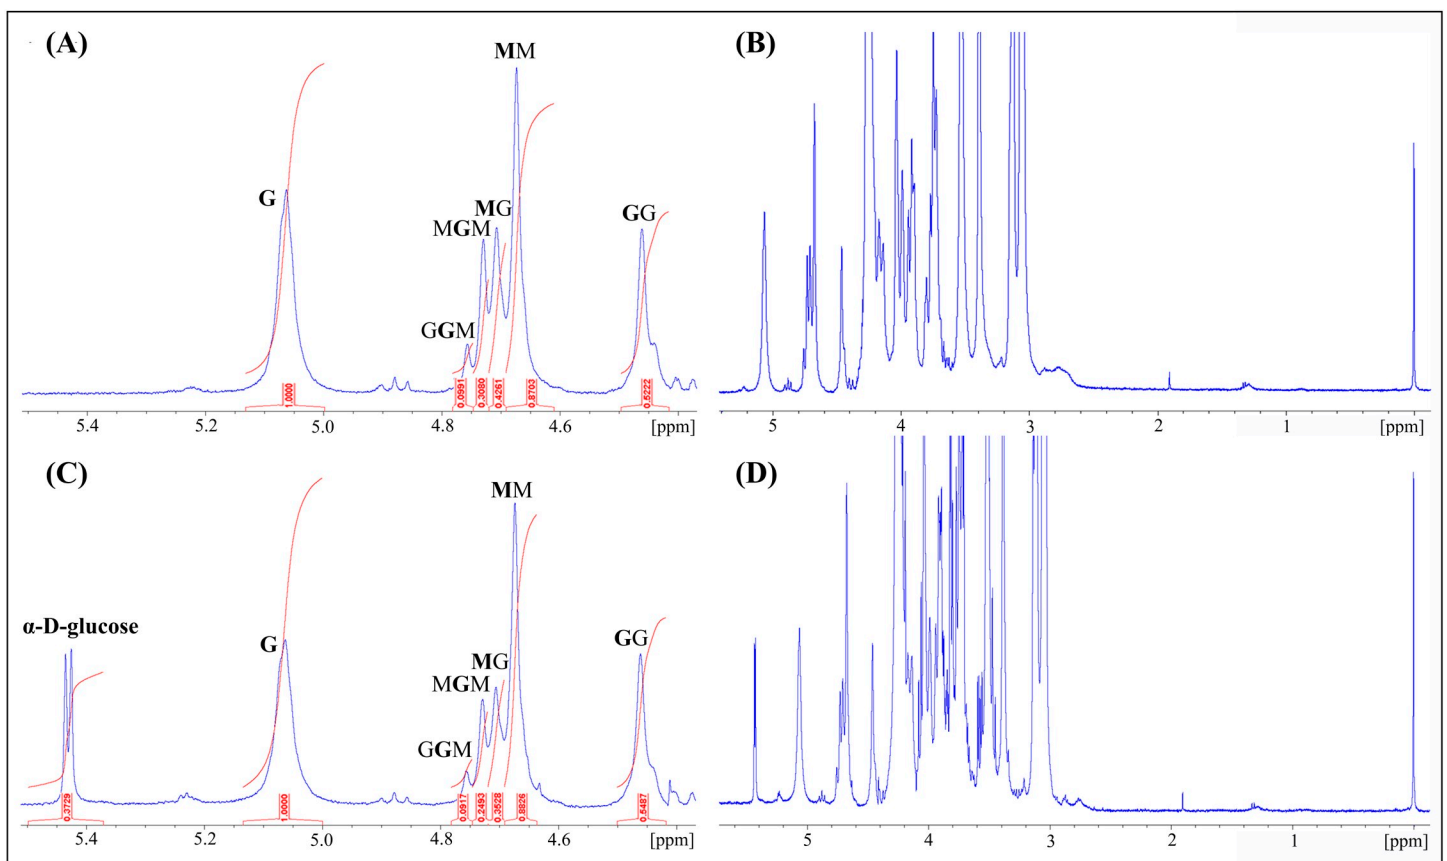 (A)
MM
G
MG
MGM
GG
GGM
1.0000
0.0991
0.3080
0.4261
0.8703
0.5222
5.4
5.2
5.0
4.8
4.6
[ppm]
(B)
5
4
3
2
1
[ppm]
(C)
MM
α-D-glucose
G
GG
MG
MGM
GGM
0.3729
1.0000
0.0917
0.2493
0.3528
0.8826
0.5487
5.4
5.2
5.0
4.8
4.6
[ppm]
(D)
5
4
3
2
1
[ppm]